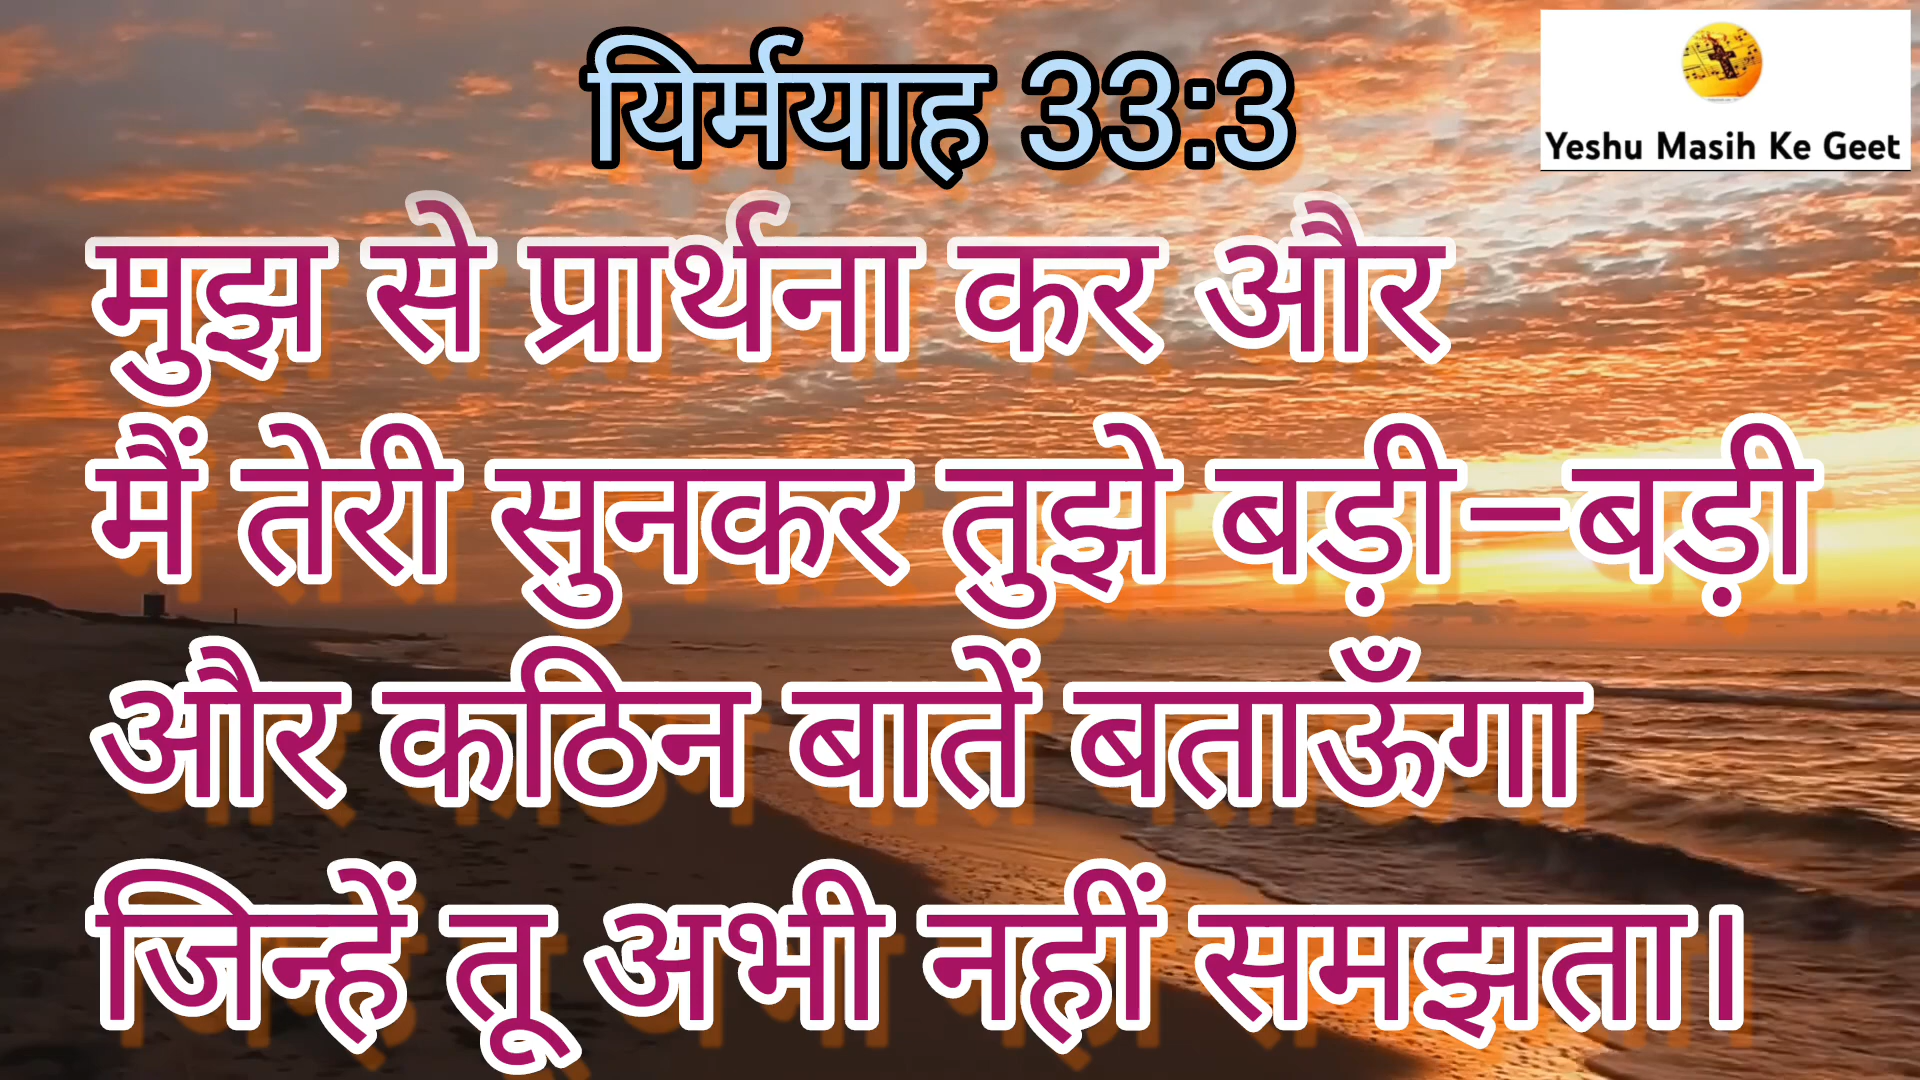 यिर्मयाह 33:3
Yeshu Masih Ke Geet
मुझ से प्रार्थना कर और
मैं तेरी सुनकर तुझे बड़ी-बड़ी
और कठिन बातें बताऊँगा
जिन्हें तू अभी नहीं समझता।